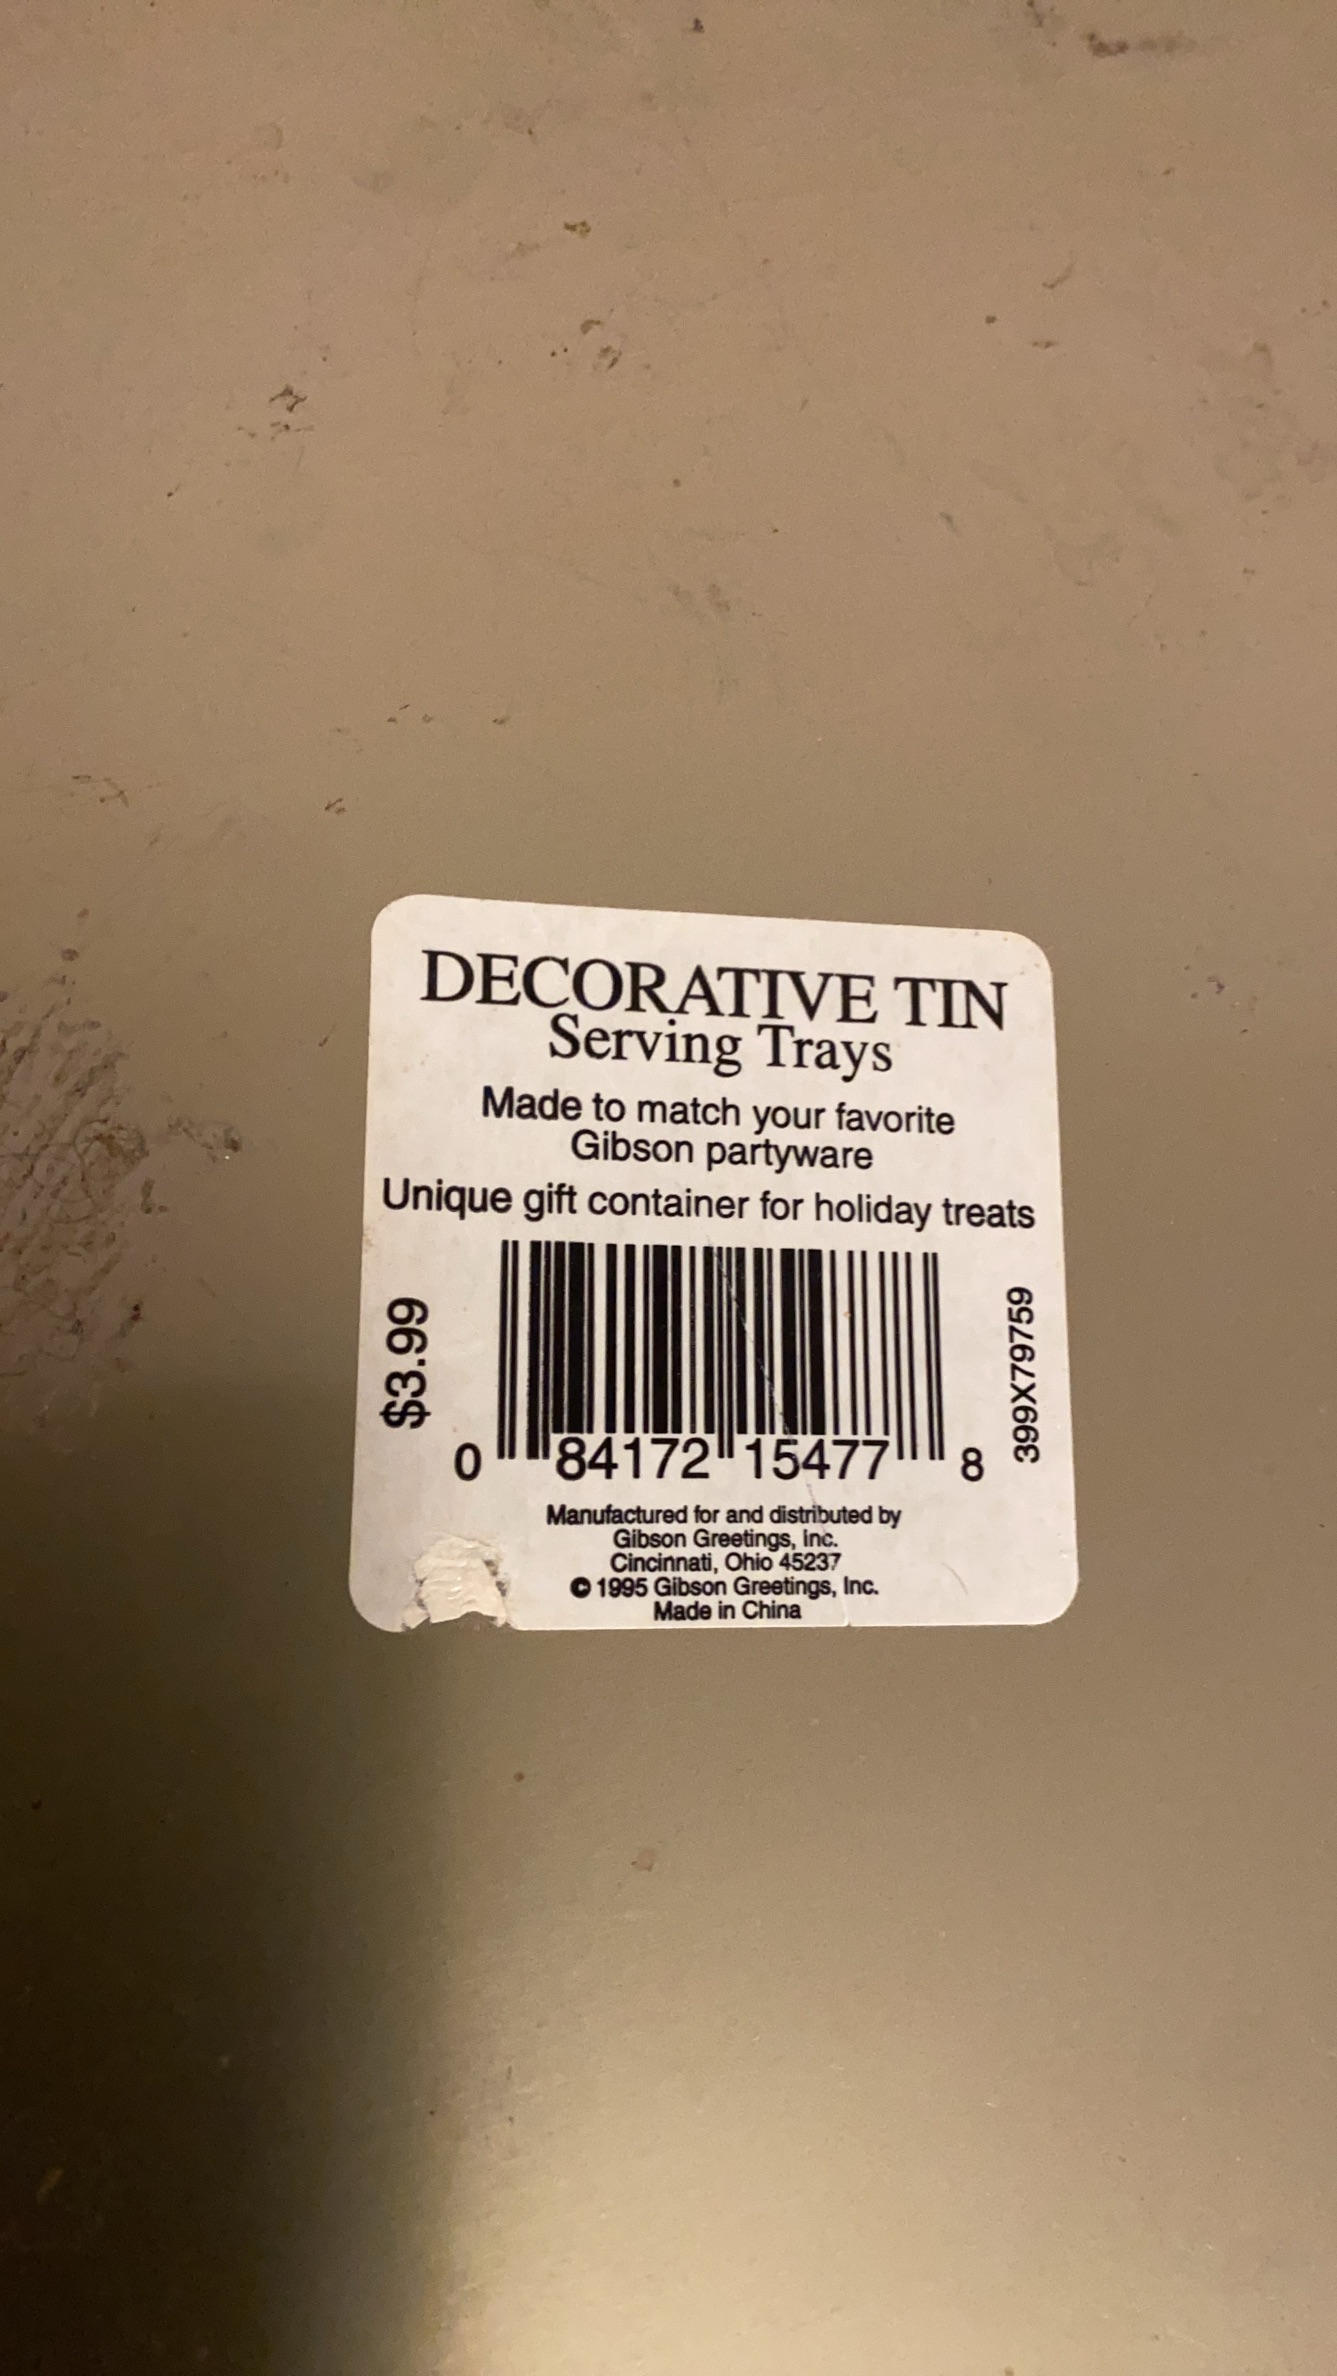 DECORATIVE TIN
Serving Trays
Made to match your favorite
Gibson partyware
Unique gift container for holiday treats
$3.99
399X79759
0 84172 15477 8
Manufactured for and distributed by
Gibson Greetings, Inc.
Cincinnati, Ohio 45237
© 1995 Gibson Greetings, Inc.
Made in China